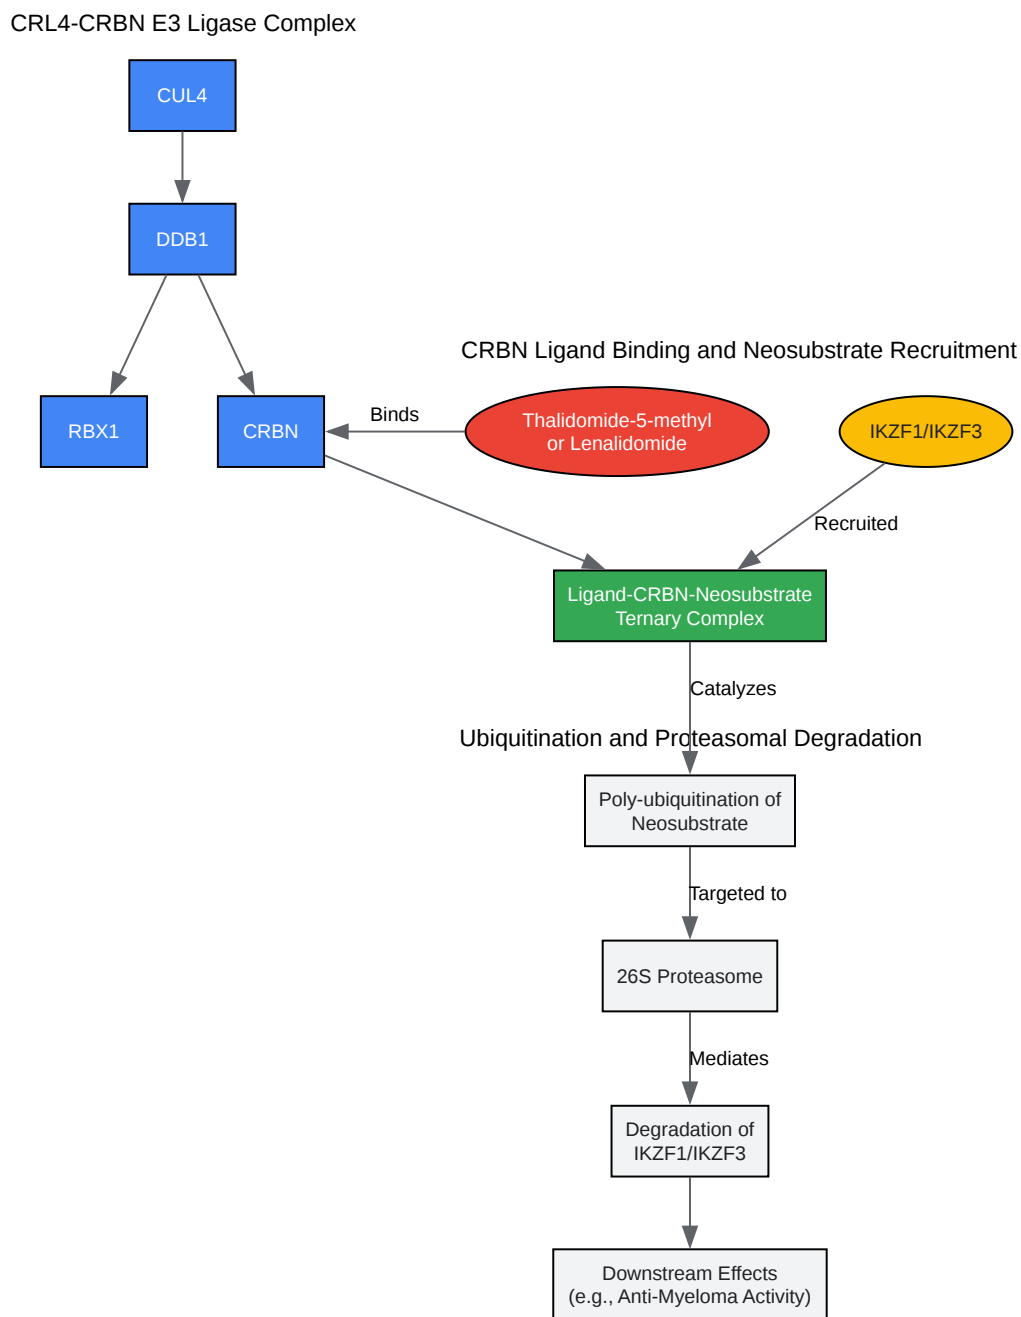 CRL4-CRBN E3 Ligase Complex
CUL4
DDB1
CRBN Ligand Binding and Neosubstrate Recruitment
RBX1
CRBN
Binds
Thalidomide-5-methyl
or Lenalidomide
IKZF1/IKZF3
Recruited
Ligand-CRBN-Neosubstrate
Ternary Complex
Catalyzes
Ubiquitination and Proteasomal Degradation
Poly-ubiquitination of
Neosubstrate
Targeted to
26S Proteasome
Mediates
Degradation of
IKZF1/IKZF3
Downstream Effects
(e.g., Anti-Myeloma Activity)